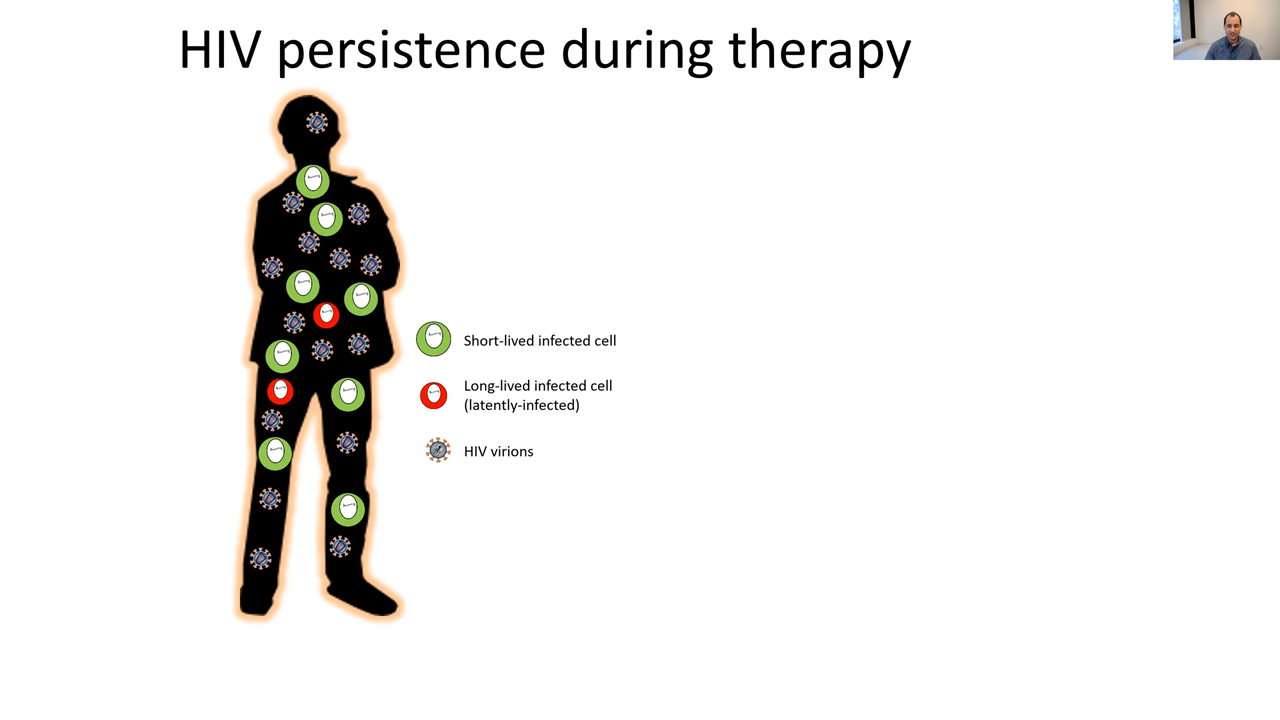 HIV persistence during therapy
Short-lived infected cell
Long-lived infected cell
(latently-infected)
HIV virions